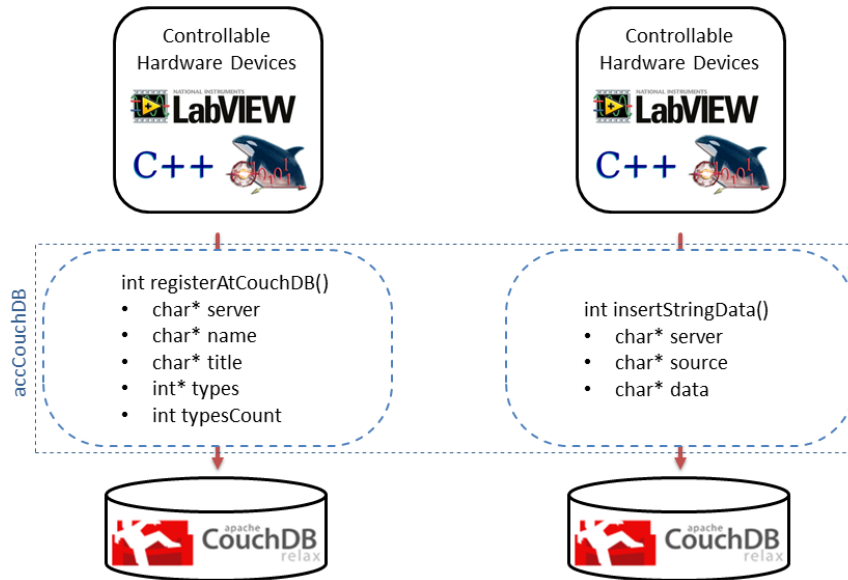 Controllable
Hardware Devices
NATIONAL INSTRUMENTS
LabVIEW
C++
Controllable
Hardware Devices
NATIONAL INSTRUMENTS
LabVIEW
C++
accCouchDB
int registerAtCouchDB()
• char* server
• char* name
• char* title
• int* types
• int typesCount
int insertStringData()
• char* server
• char* source
• char* data
apache
CouchDB
relax
apache
CouchDB
relax